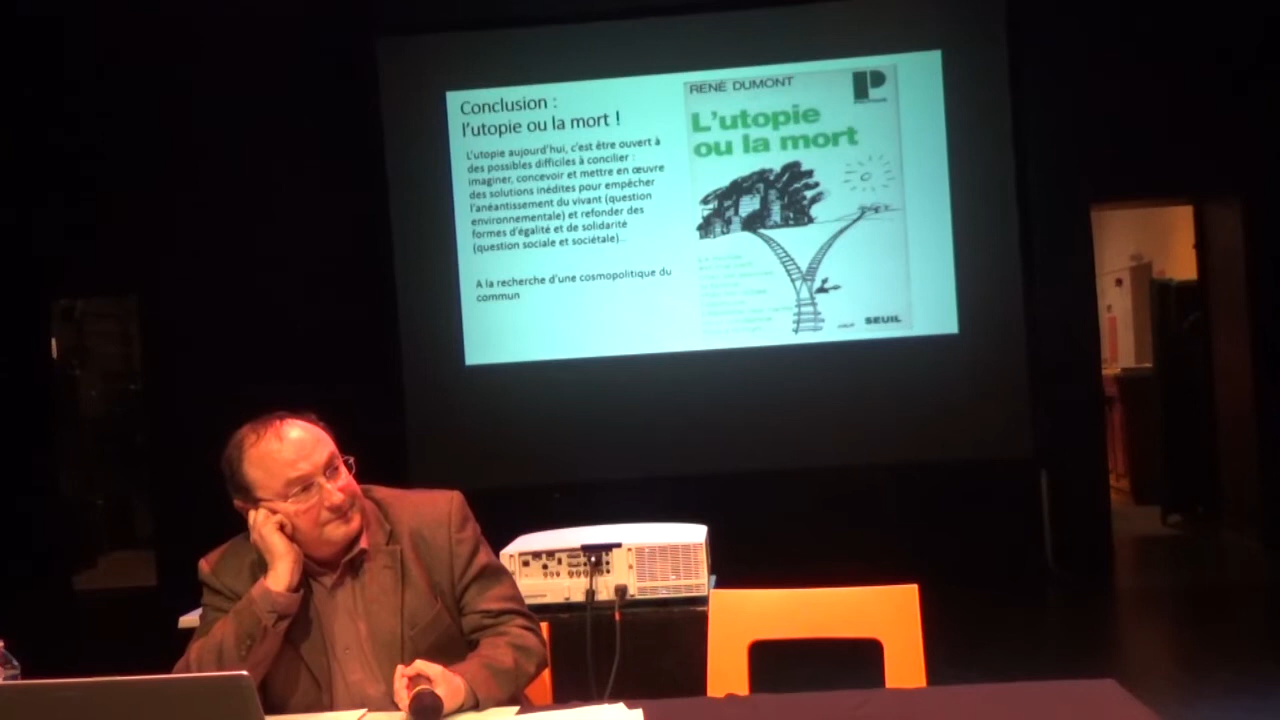 Conclusion :
l'utopie ou la mort !
L'utopie aujourd'hui, c'est être ouvert à
des possibles difficiles à concilier :
imaginer, concevoir et mettre en œuvre
des solutions inédites pour empêcher
l'anéantissement du vivant (question
environnementale) et refonder des
formes d'égalité et de solidarité
(question sociale et sociétale)...
A la recherche d'une cosmopolitique du
commun
RENÉ DUMONT
P
L'utopie
ou la mort
SEUIL